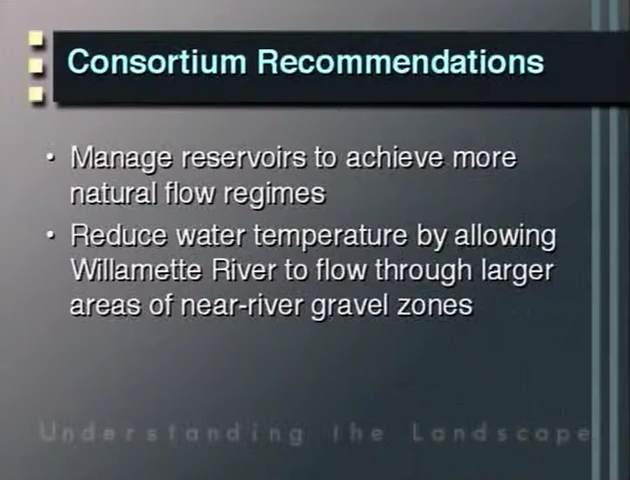 Consortium Recommendations
• Manage reservoirs to achieve more
natural flow regimes
• Reduce water temperature by allowing
Willamette River to flow through larger
areas of near-river gravel zones
Understanding the Landscape